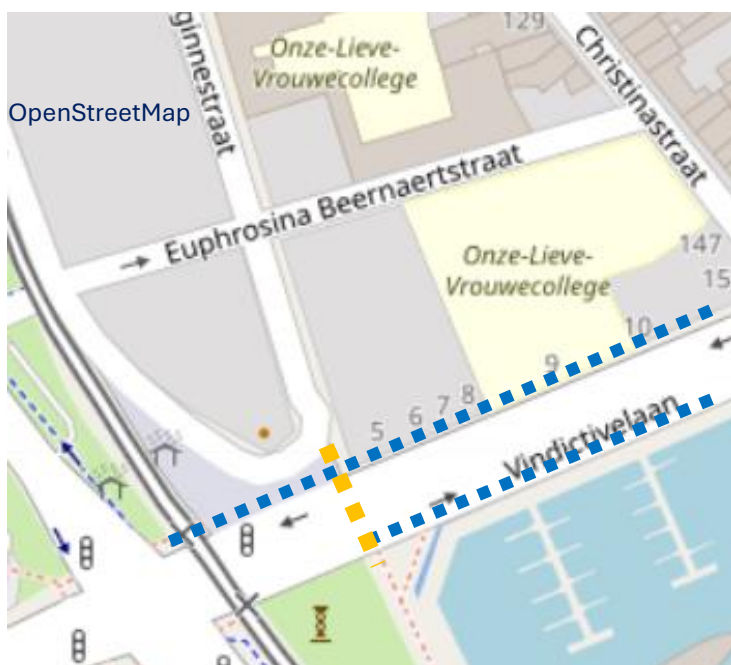 129
Onze-Lieve-
Vrouwecollege
ginnestraat
Christinastraat
OpenStreetMap
Euphrosina Beernaertstraat
Onze-Lieve-
Vrouwecollege
147
15
10
9
8
7
6
5
Vindictivelaan